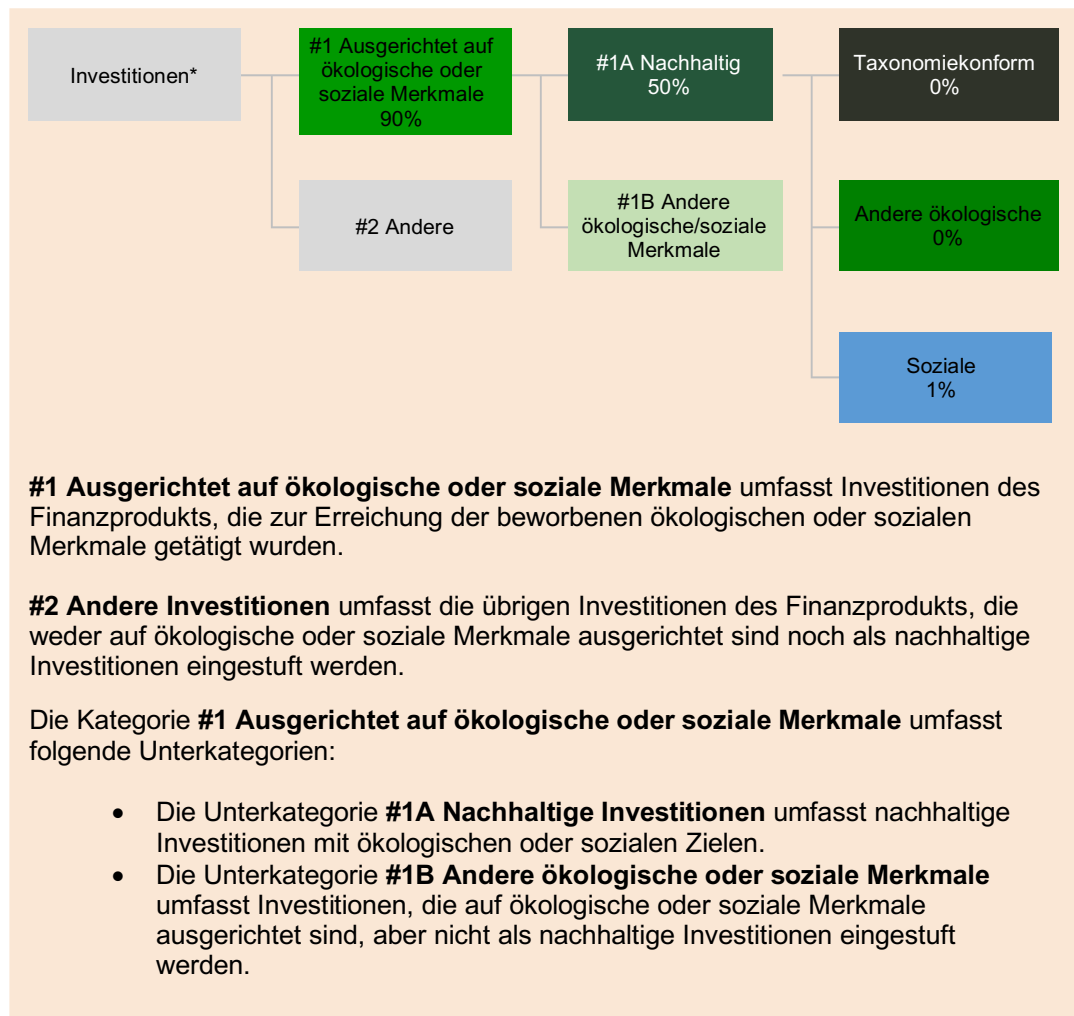 Investitionen*
#1 Ausgerichtet auf
ökologische oder
soziale Merkmale
90%
#1A Nachhaltig
50%
Taxonomiekonform
0%
#2 Andere
#1B Andere
ökologische/soziale
Merkmale
Andere ökologische
0%
Soziale
1%
#1 Ausgerichtet auf ökologische oder soziale Merkmale umfasst Investitionen des
Finanzprodukts, die zur Erreichung der beworbenen ökologischen oder sozialen
Merkmale getätigt wurden.
#2 Andere Investitionen umfasst die übrigen Investitionen des Finanzprodukts, die
weder auf ökologische oder soziale Merkmale ausgerichtet sind noch als nachhaltige
Investitionen eingestuft werden.
Die Kategorie #1 Ausgerichtet auf ökologische oder soziale Merkmale umfasst
folgende Unterkategorien:
• Die Unterkategorie #1A Nachhaltige Investitionen umfasst nachhaltige
Investitionen mit ökologischen oder sozialen Zielen.
• Die Unterkategorie #1B Andere ökologische oder soziale Merkmale
umfasst Investitionen, die auf ökologische oder soziale Merkmale
ausgerichtet sind, aber nicht als nachhaltige Investitionen eingestuft
werden.